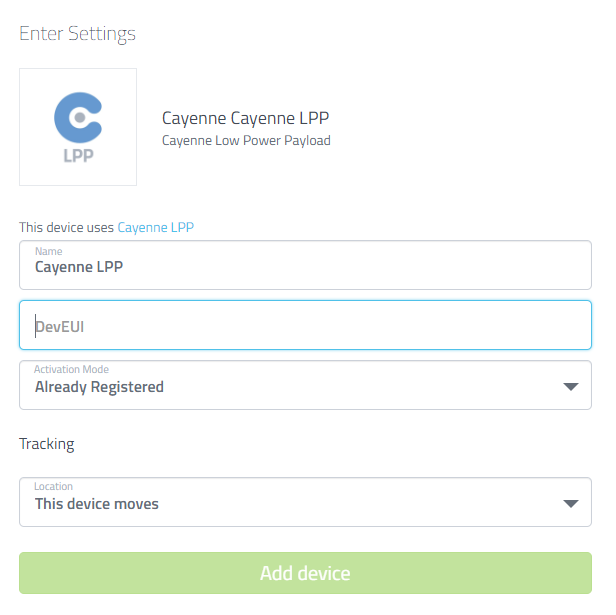 Enter Settings
LPP
Cayenne Cayenne LPP
Cayenne Low Power Payload
This device uses Cayenne LPP
Name
Cayenne LPP
DevEUI
Activation Mode
Already Registered
Tracking
Location
This device moves
Add device